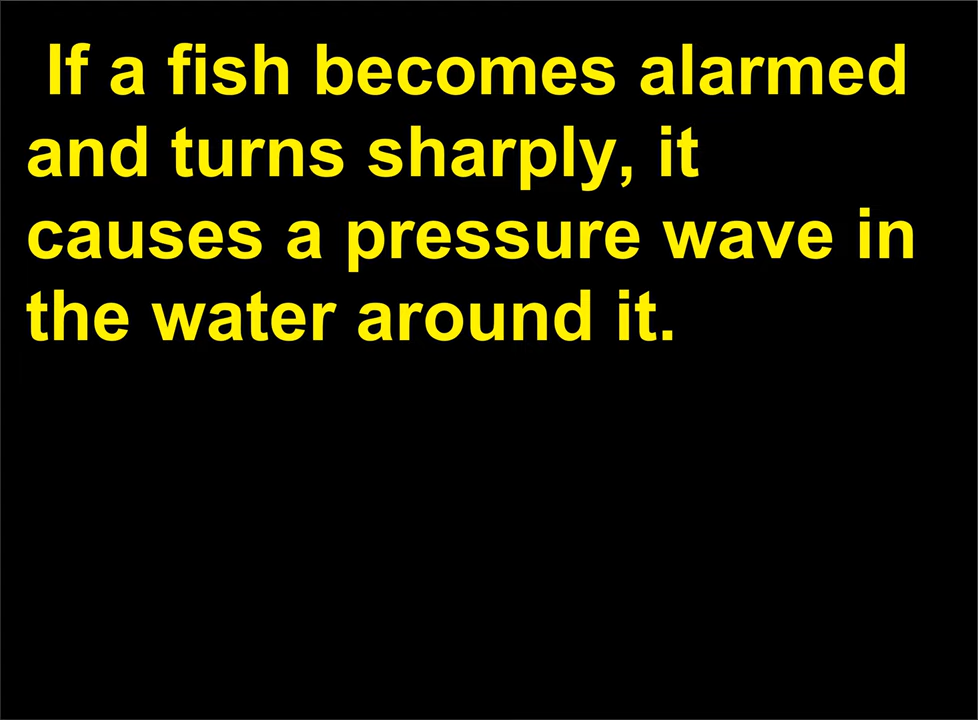 If a fish becomes alarmed
and turns sharply, it
causes a pressure wave in
the water around it.